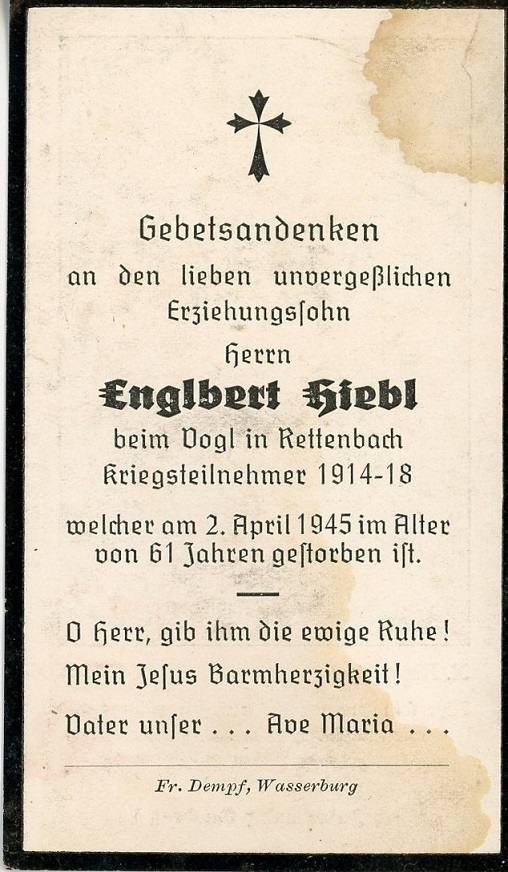 Gebetsandenken
an den lieben unvergeßlichen
Erziehungsſohn
Herrn
Englbert Hiebl
beim Vogl in Rettenbach
Kriegsteilnehmer 1914-18
welcher am 2. April 1945 im Alter
von 61 Jahren geſtorben iſt.
O Herr, gib ihm die ewige Ruhe!
Mein Jeſus Barmherzigkeit!
Vater unſer . . . Ave Maria . . .
Fr. Dempf, Wasserburg